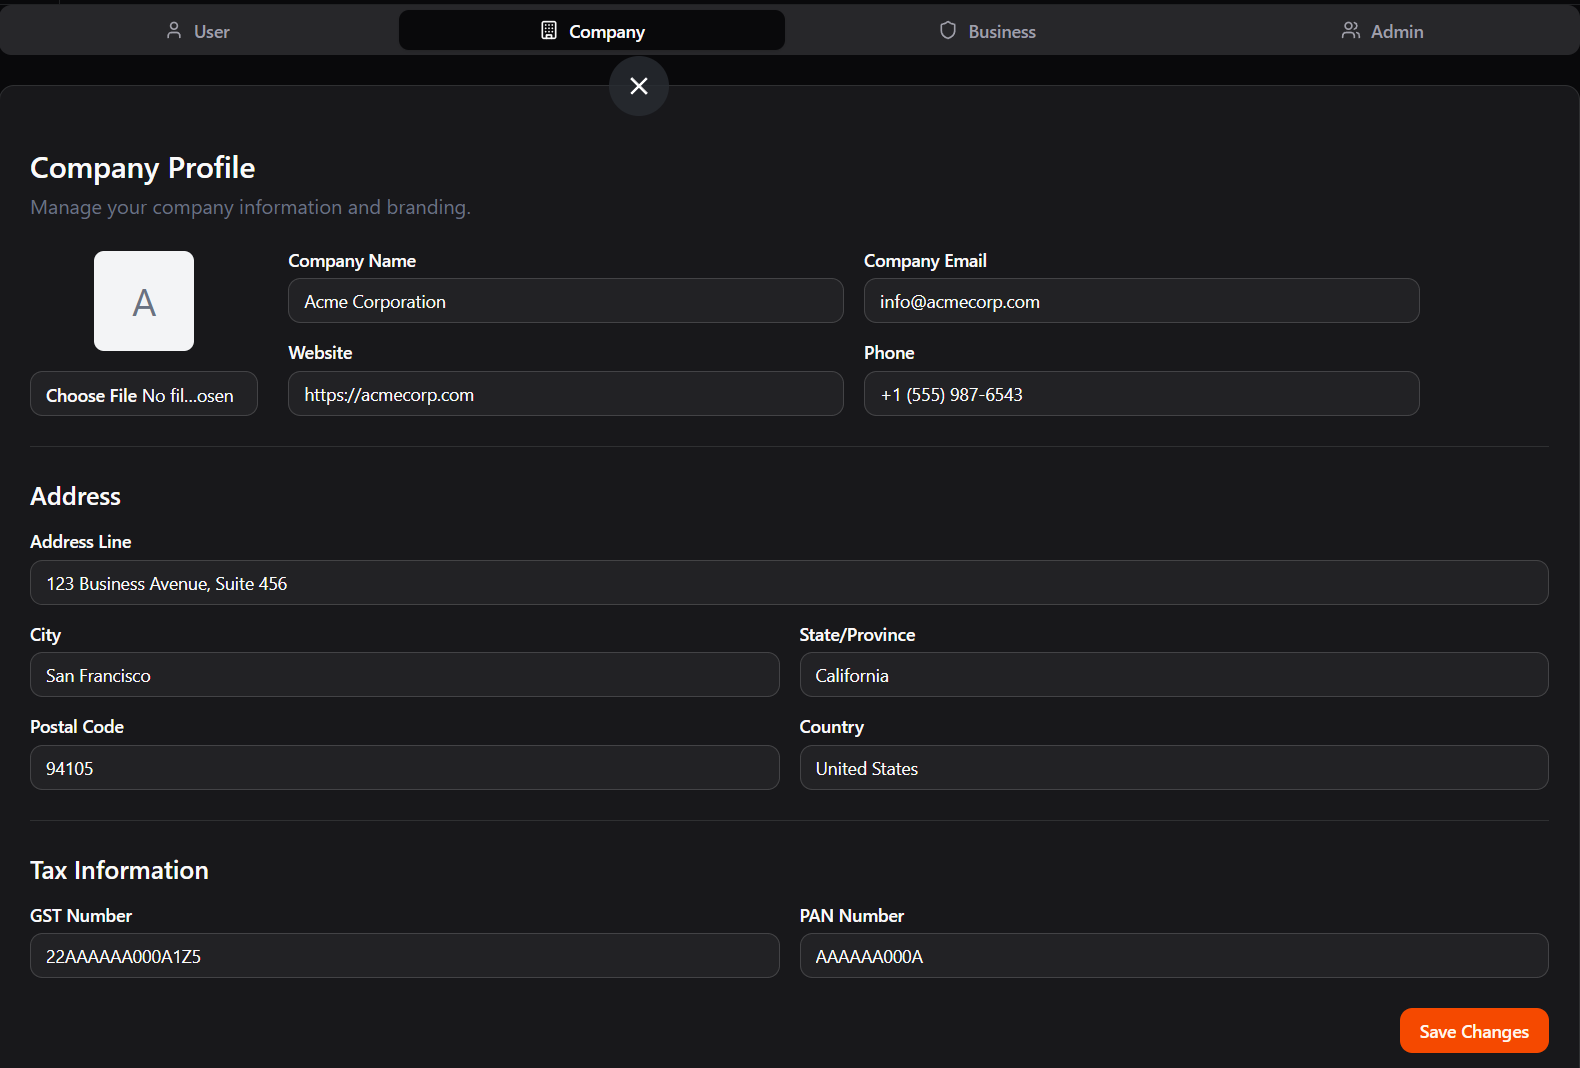 User
Company
Business
Admin
Company Profile
Manage your company information and branding.
A
Company Name
Company Email
Acme Corporation
info@acmecorp.com
Website
Phone
Choose File No fil...osen
https://acmecorp.com
+1 (555) 987-6543
Address
Address Line
123 Business Avenue, Suite 456
City
State/Province
San Francisco
California
Postal Code
Country
94105
United States
Tax Information
GST Number
PAN Number
22AAAAAA000A1Z5
AAAAAA000A
Save Changes